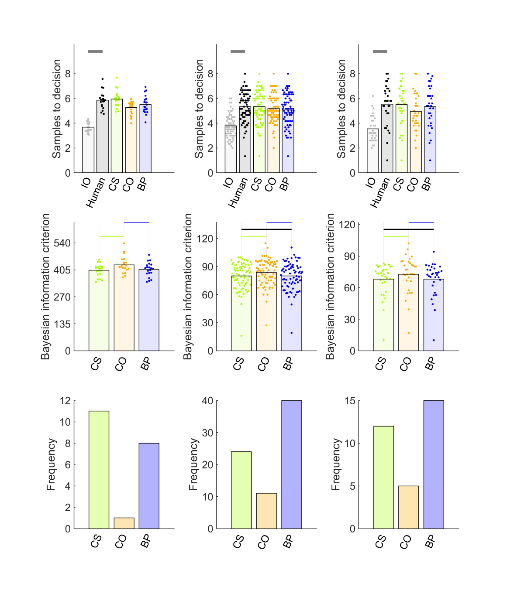 Samples to decision
8
6
4
2
0
IO
Human
CS
CO
BP
Samples to decision
8
6
4
2
0
IO
Human
CS
CO
BP
Samples to decision
8
6
4
2
0
IO
Human
CS
CO
BP
Bayesian information criterion
540
405
270
135
0
CS
CO
BP
Bayesian information criterion
120
90
60
30
0
CS
CO
BP
Bayesian information criterion
120
90
60
30
0
CS
CO
BP
Frequency
12
10
8
6
4
2
0
CS
CO
BP
Frequency
40
30
20
10
0
CS
CO
BP
Frequency
15
10
5
0
CS
CO
BP